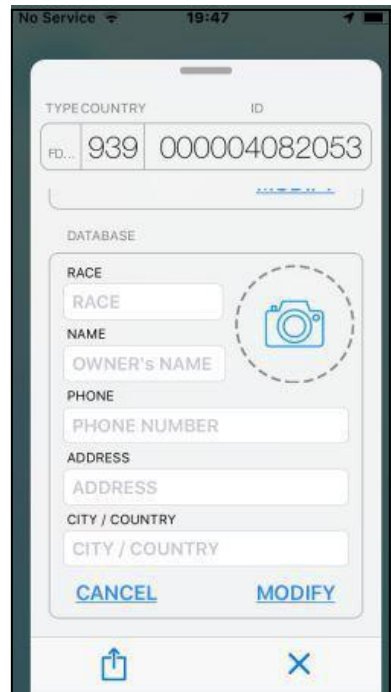 No Service 19:47
TYPE COUNTRY ID
FD... 939 000004082053
DATABASE
RACE
RACE
NAME
OWNER's NAME
PHONE
PHONE NUMBER
ADDRESS
ADDRESS
CITY / COUNTRY
CITY / COUNTRY
CANCEL MODIFY